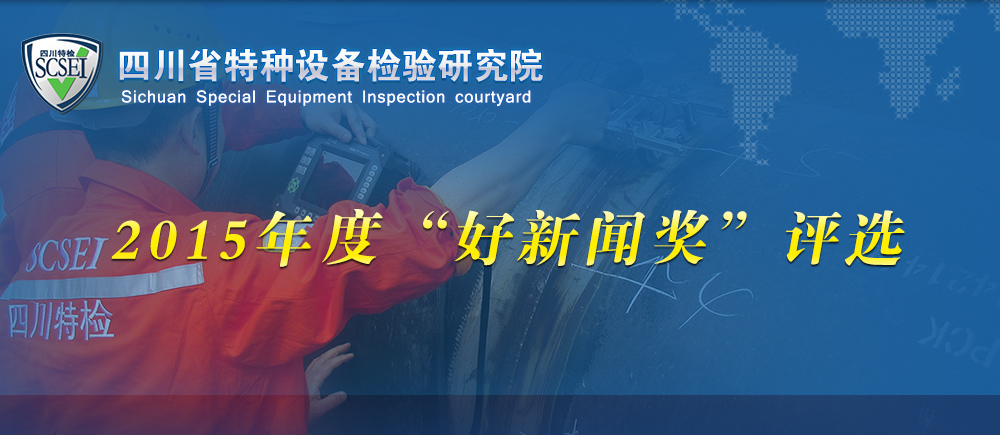 四川特检
SCSEI
四川省特种设备检验研究院
Sichuan Special Equipment Inspection courtyard
2015年度“好新闻奖”评选
SCSEI
四川特检